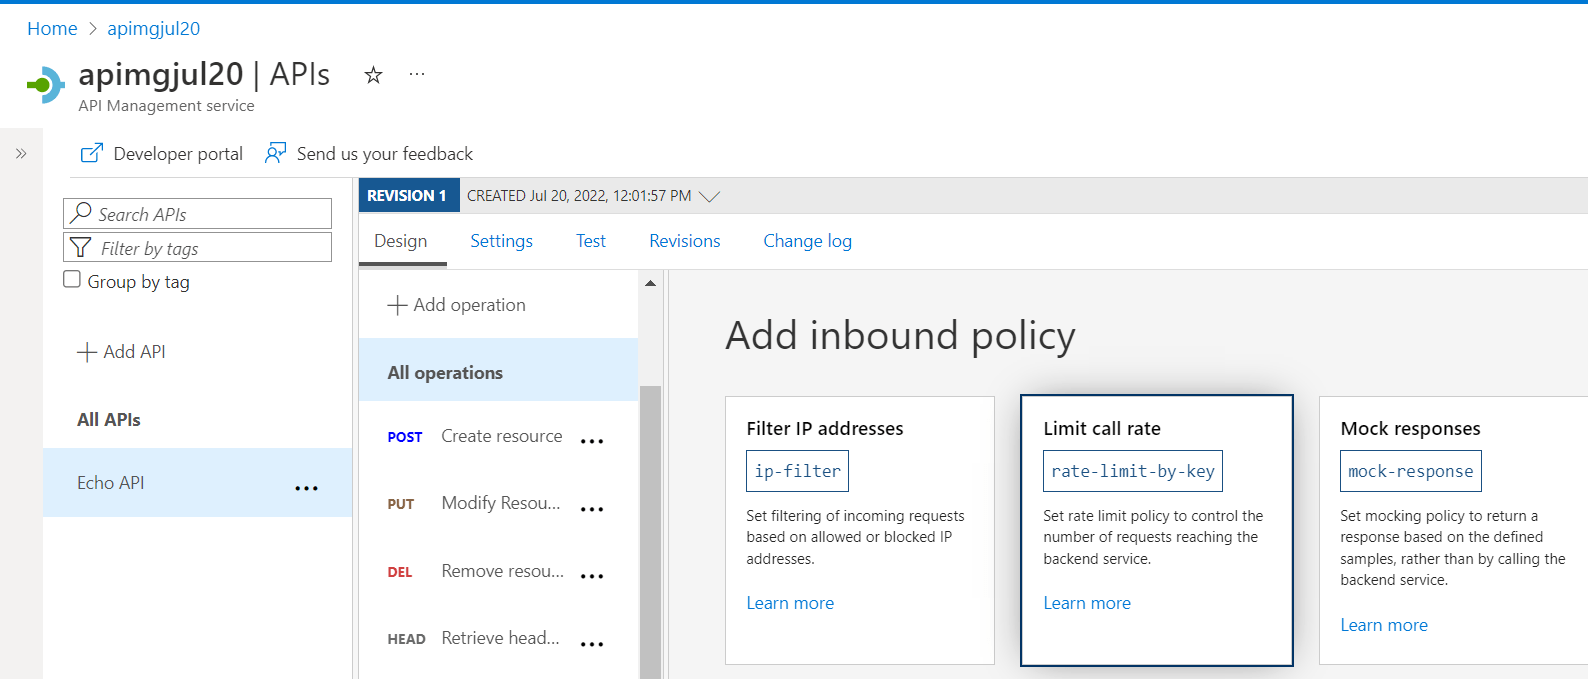 Home > apimgjul20
apimgjul20 | APIs
API Management service
Developer portal
Send us your feedback
Search APIs
Filter by tags
Group by tag
Add API
All APIs
Echo API
REVISION 1
CREATED Jul 20, 2022, 12:01:57 PM
Design
Settings
Test
Revisions
Change log
Add operation
All operations
POST Create resource
PUT Modify Resou...
DEL Remove resou...
HEAD Retrieve head...
Add inbound policy
Filter IP addresses
ip-filter
Set filtering of incoming requests
based on allowed or blocked IP
addresses.
Learn more
Limit call rate
rate-limit-by-key
Set rate limit policy to control the
number of requests reaching the
backend service.
Learn more
Mock responses
mock-response
Set mocking policy to return a
response based on the defined
samples, rather than by calling the
backend service.
Learn more